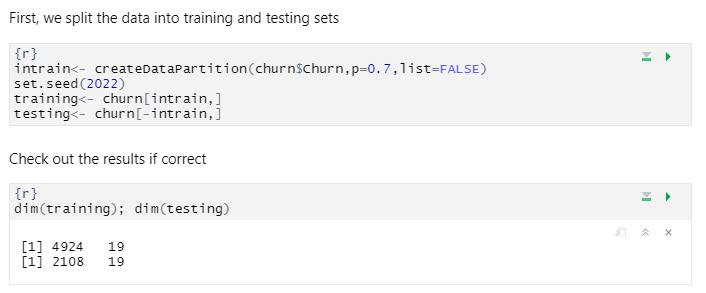 First, we split the data into training and testing sets
{r}
intrain<- createDataPartition(churn$Churn,p=0.7,list=FALSE)
set.seed(2022)
training<- churn[intrain,]
testing<- churn[-intrain,]
Check out the results if correct
{r}
dim(training); dim(testing)
[1] 4924   19
[1] 2108   19